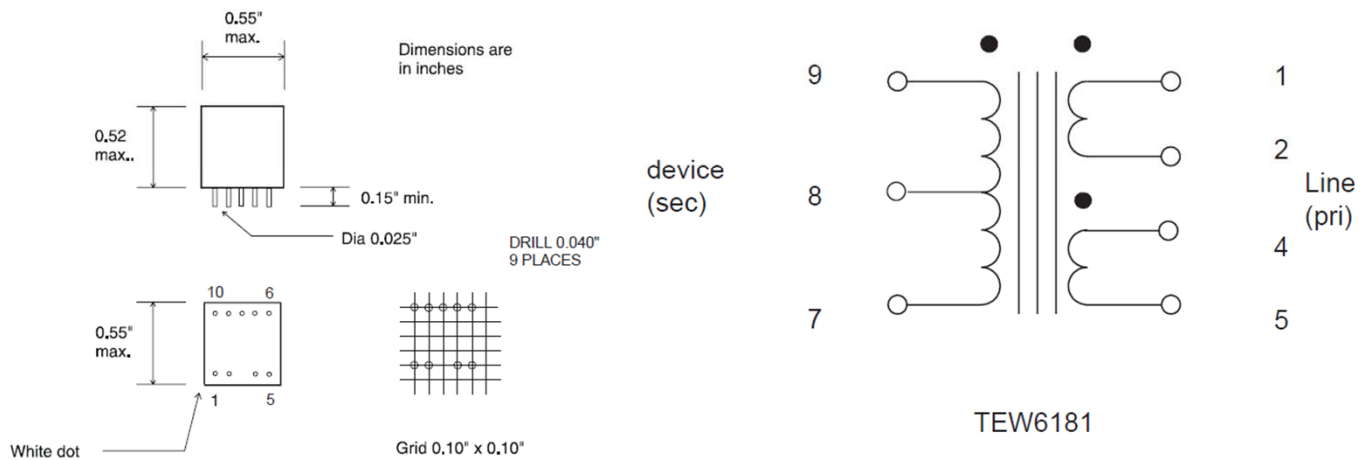 0.55"
max.
Dimensions are
in inches
0.52
max..
0.15" min.
Dia 0.025"
DRILL 0.040"
9 PLACES
10 6
0.55"
max.
1 5
White dot
Grid 0.10" x 0.10"
device
(sec)
9
8
7
1
2
4
5
Line
(pri)
TEW6181